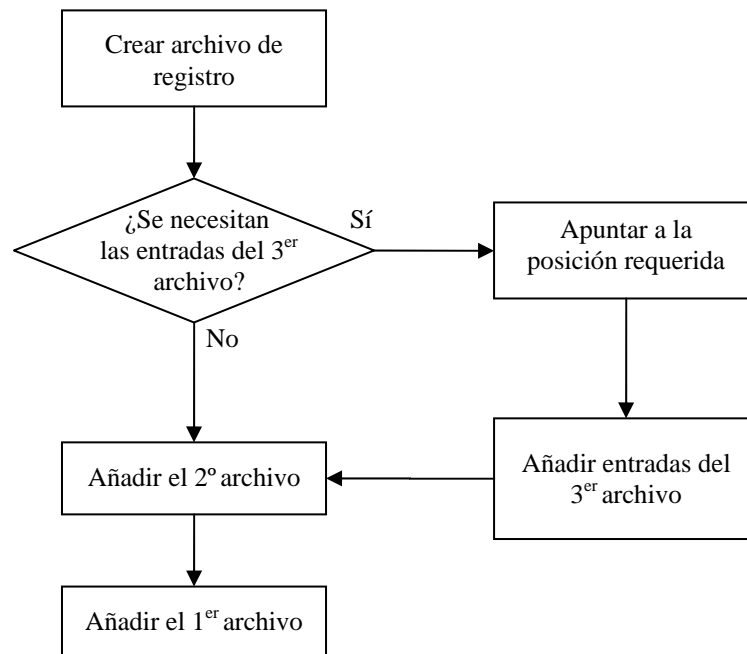 Crear archivo de
registro
¿Se necesitan
las entradas del 3er
archivo?
Sí
Apuntar a la
posición requerida
No
Añadir el 2º archivo
Añadir entradas del
3er archivo
Añadir el 1er archivo